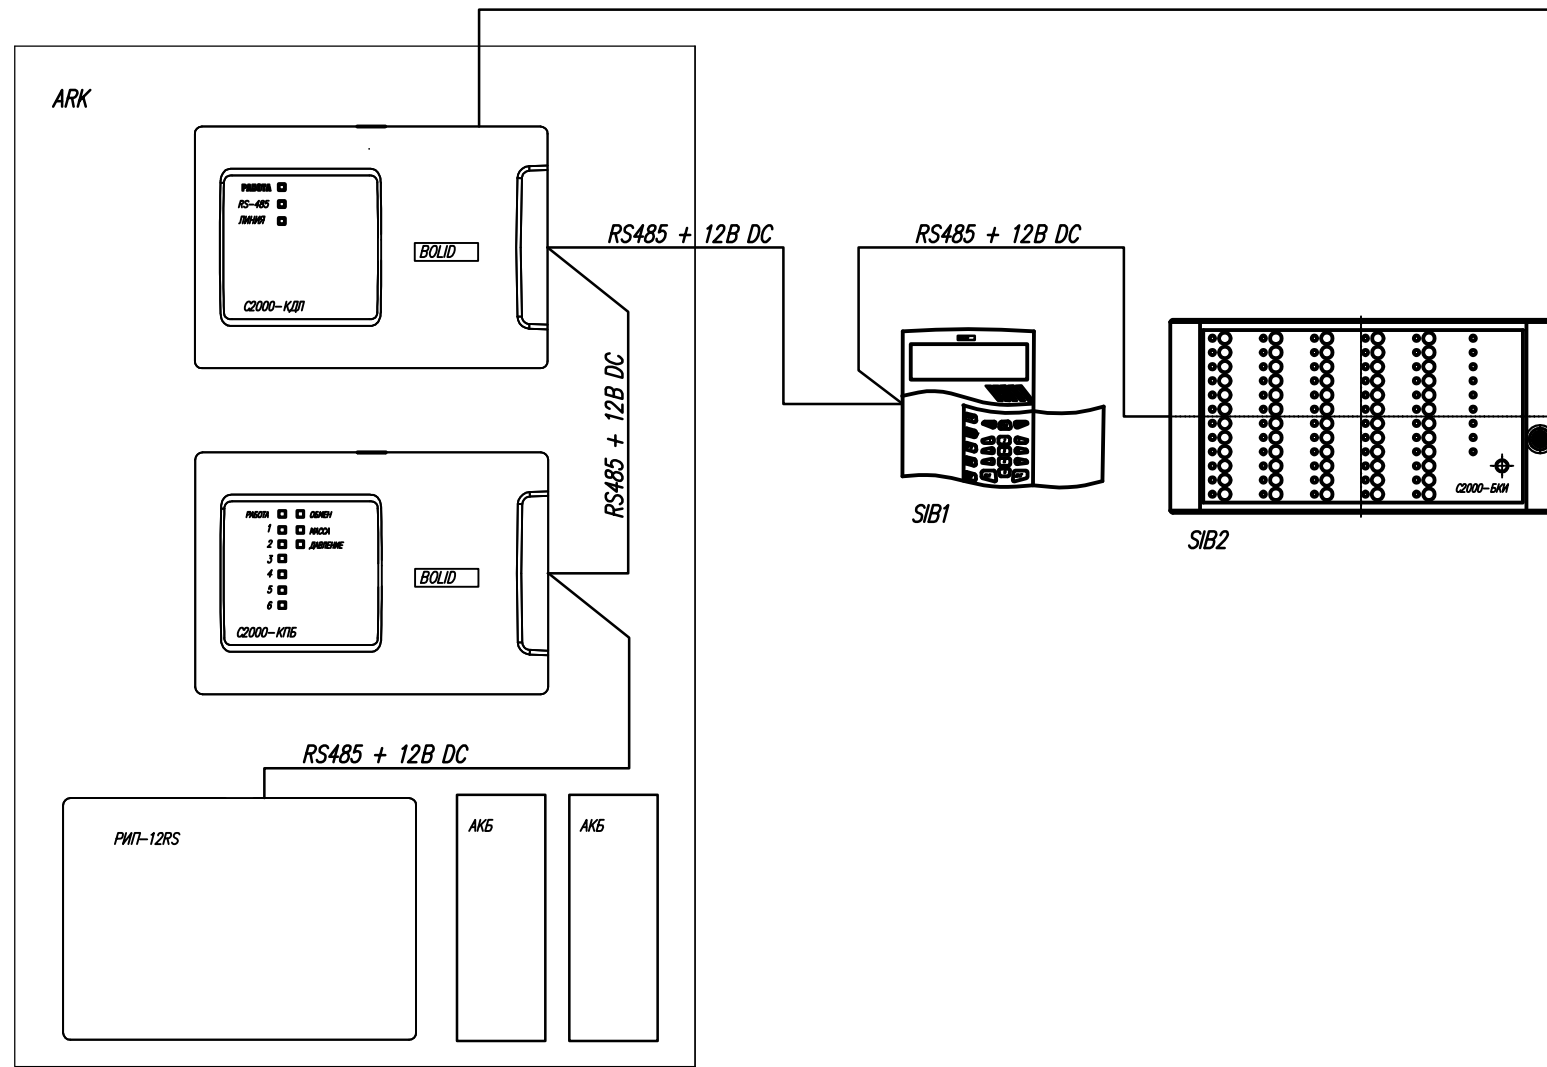 ARK
РАБОТА
RS-485
ЛИНИЯ
BOLID
С2000-КДЛ
RS485 + 12В DC
RS485 + 12В DC
RS485 + 12В DC
SIB1
С2000-БКИ
SIB2
РАБОТА ОБМЕН
1 МАССА
2 ДАВЛЕНИЕ
3
4
5
6
BOLID
С2000-КПБ
RS485 + 12В DC
РИП-12RS
АКБ
АКБ